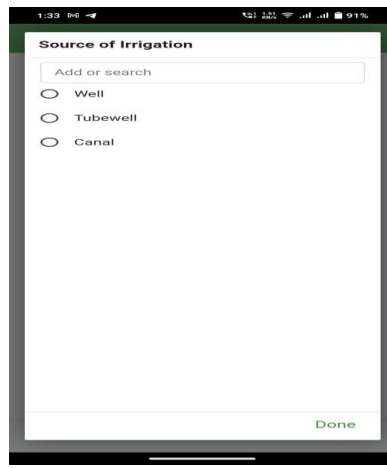 1:33 91%
Source of Irrigation
Add or search
Well
Tubewell
Canal
Done